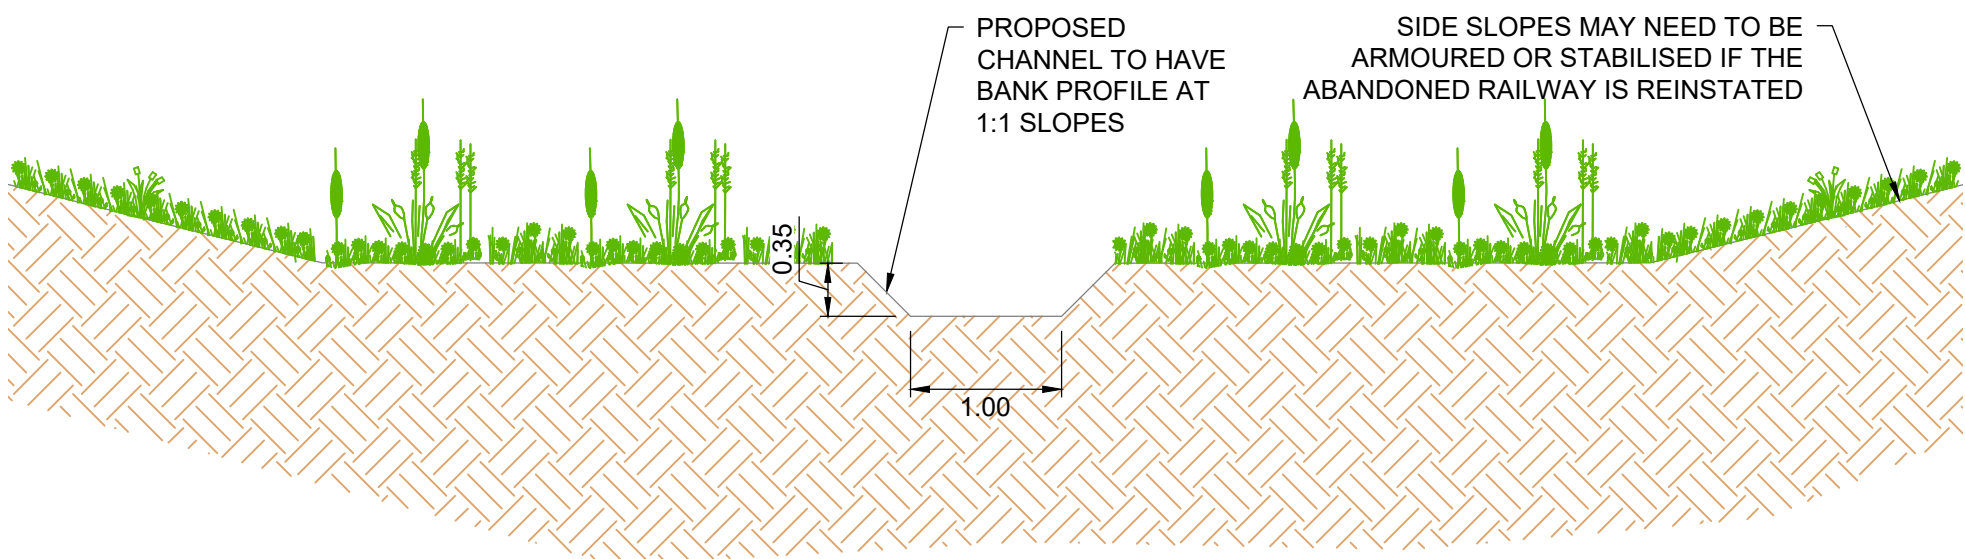 PROPOSED
CHANNEL TO HAVE
BANK PROFILE AT
1:1 SLOPES
SIDE SLOPES MAY NEED TO BE
ARMOURED OR STABILISED IF THE
ABANDONED RAILWAY IS REINSTATED
0.35
1.00